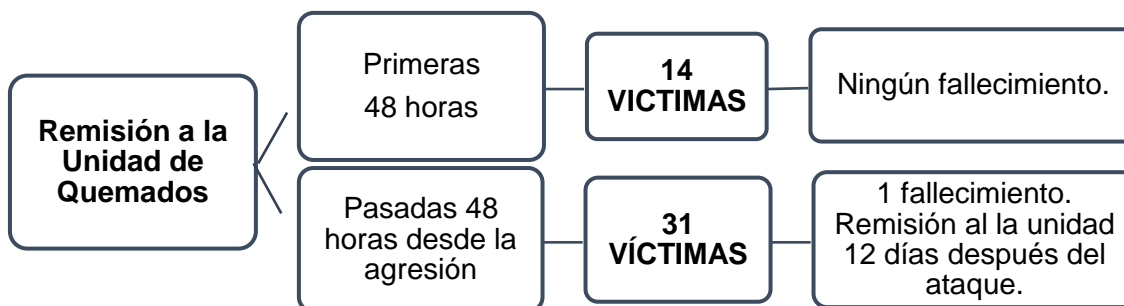 Remisión a la
Unidad de
Quemados
Primeras
48 horas
14
VICTIMAS
Ningún fallecimiento.
Pasadas 48
horas desde la
agresión
31
VÍCTIMAS
1 fallecimiento.
Remisión al la unidad
12 días después del
ataque.